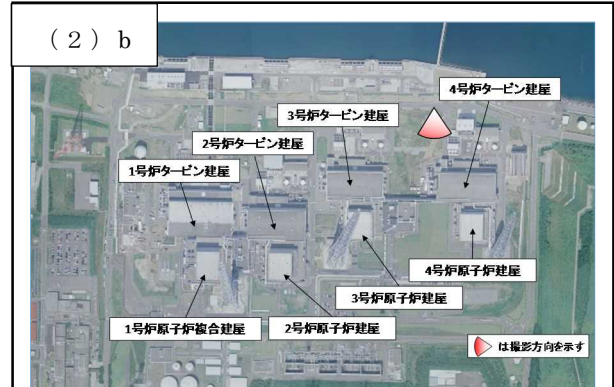 (2) b
4号炉タービン建屋
3号炉タービン建屋
2号炉タービン建屋
1号炉タービン建屋
4号炉原子炉建屋
3号炉原子炉建屋
1号炉原子炉複合建屋
2号炉原子炉建屋
は撮影方向を示す